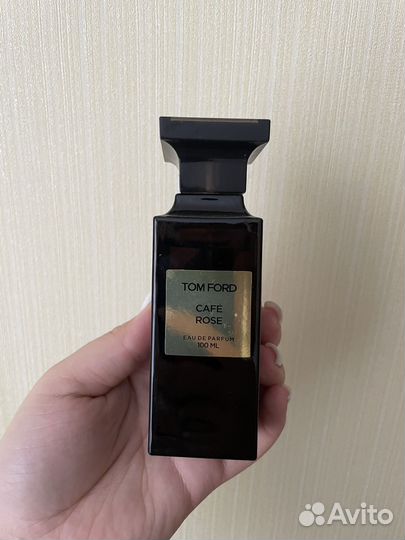 TOM FORD
CAFÉ
ROSE
EAU DE PARFUM
100 ML
Avito